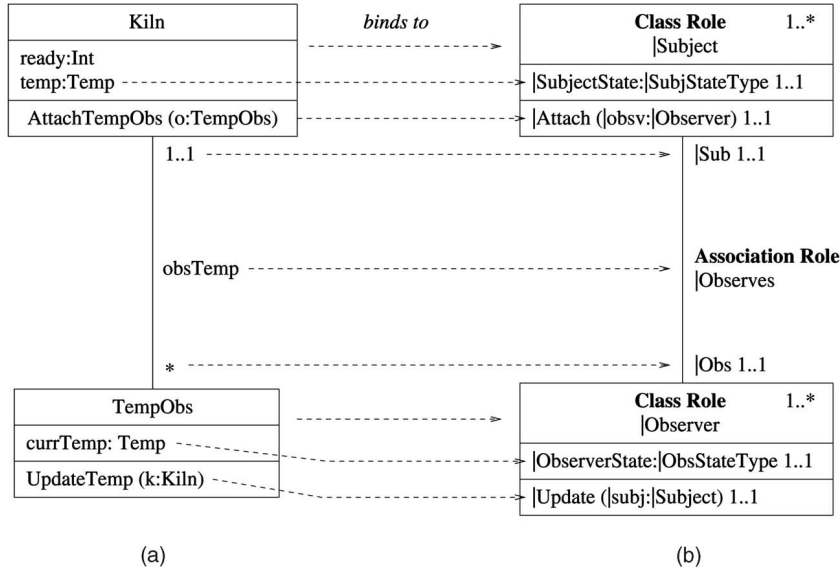 Kiln
ready:Int
temp:Temp
AttachTempObs (o:TempObs)
binds to
Class Role 1..*
|Subject
|SubjectState:|SubjStateType 1..1
|Attach (|obsv:|Observer) 1..1
1..1
|Sub 1..1
obsTemp
Association Role
|Observes
*
|Obs 1..1
TempObs
currTemp: Temp
UpdateTemp (k:Kiln)
Class Role 1..*
|Observer
|ObserverState:|ObsStateType 1..1
|Update (|subj:|Subject) 1..1
(a)
(b)